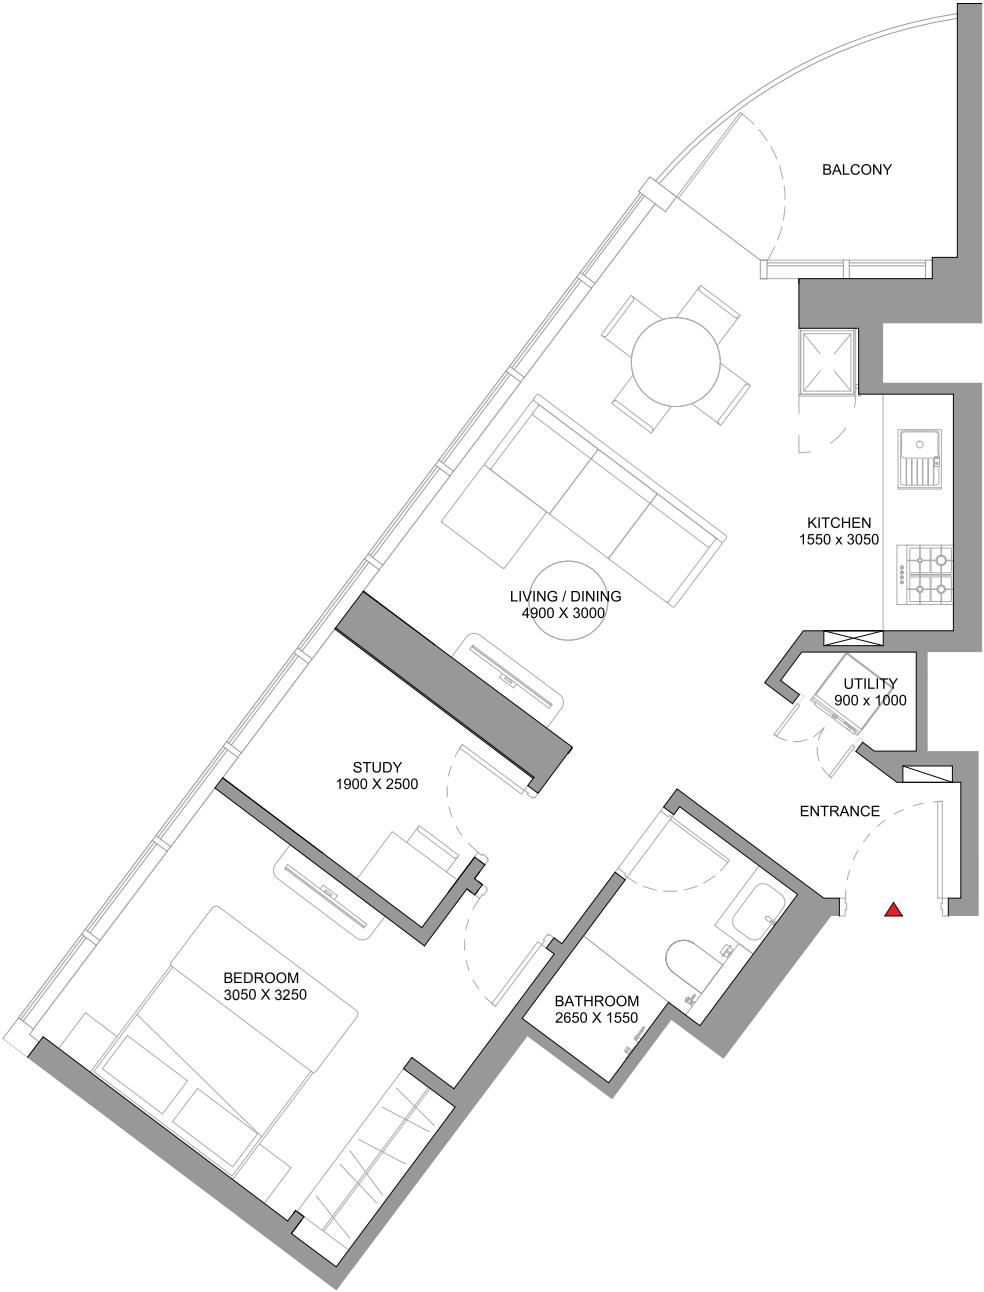 BALCONY
KITCHEN
1550 x 3050
LIVING / DINING
4900 X 3000
UTILITY
900 x 1000
STUDY
1900 X 2500
ENTRANCE
BEDROOM
3050 X 3250
BATHROOM
2650 X 1550